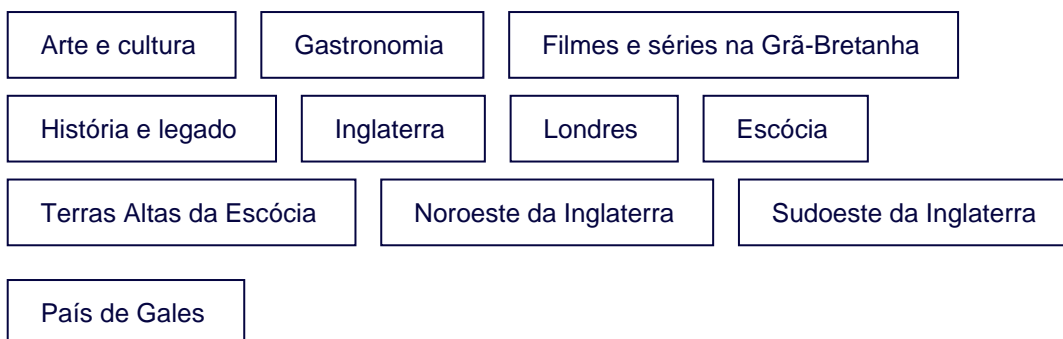 Arte e cultura Gastronomia Filmes e séries na Grã-Bretanha
História e legado Inglaterra Londres Escócia
Terras Altas da Escócia Noroeste da Inglaterra Sudoeste da Inglaterra
País de Gales